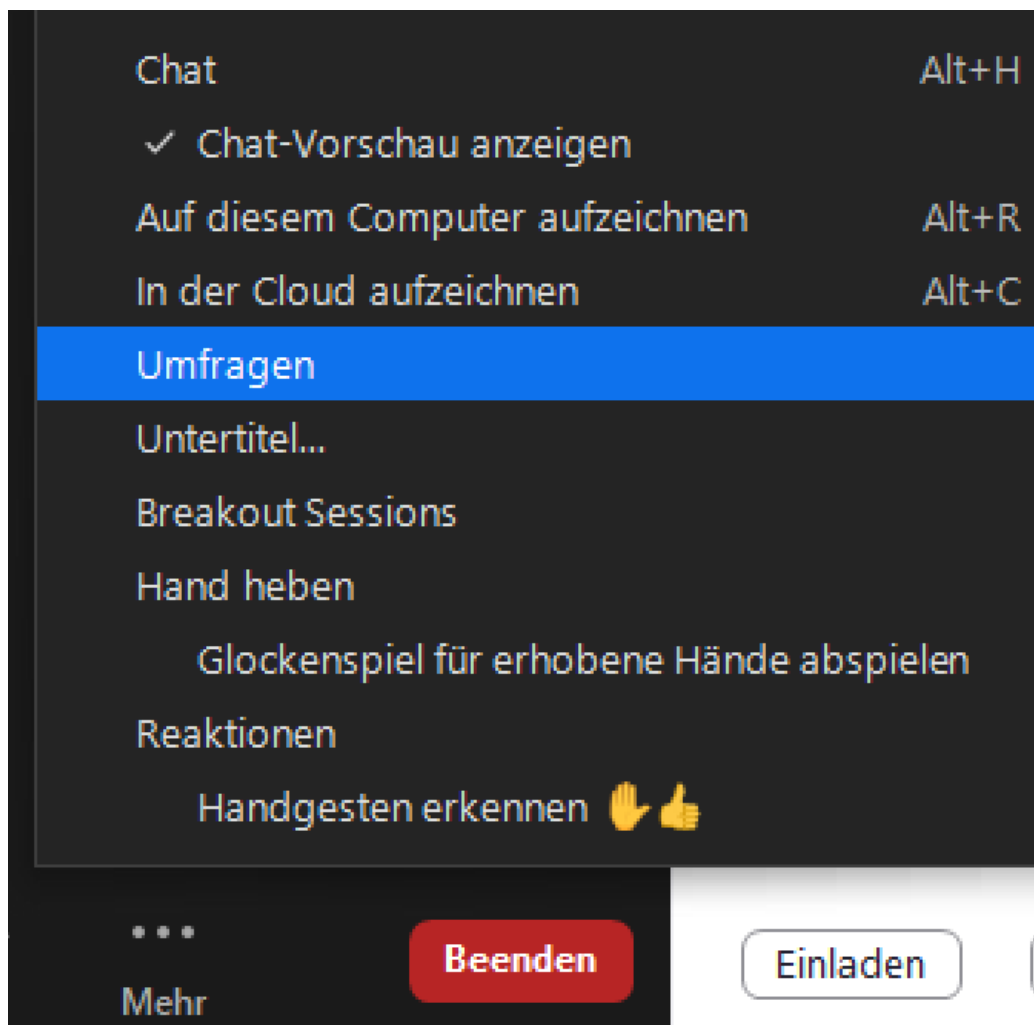 Chat Alt+H
✓ Chat-Vorschau anzeigen
Auf diesem Computer aufzeichnen Alt+R
In der Cloud aufzeichnen Alt+C
Umfragen
Untertitel...
Breakout Sessions
Hand heben
Glockenspiel für erhobene Hände abspielen
Reaktionen
Handgesten erkennen ✋👍
Mehr
Beenden
Einladen